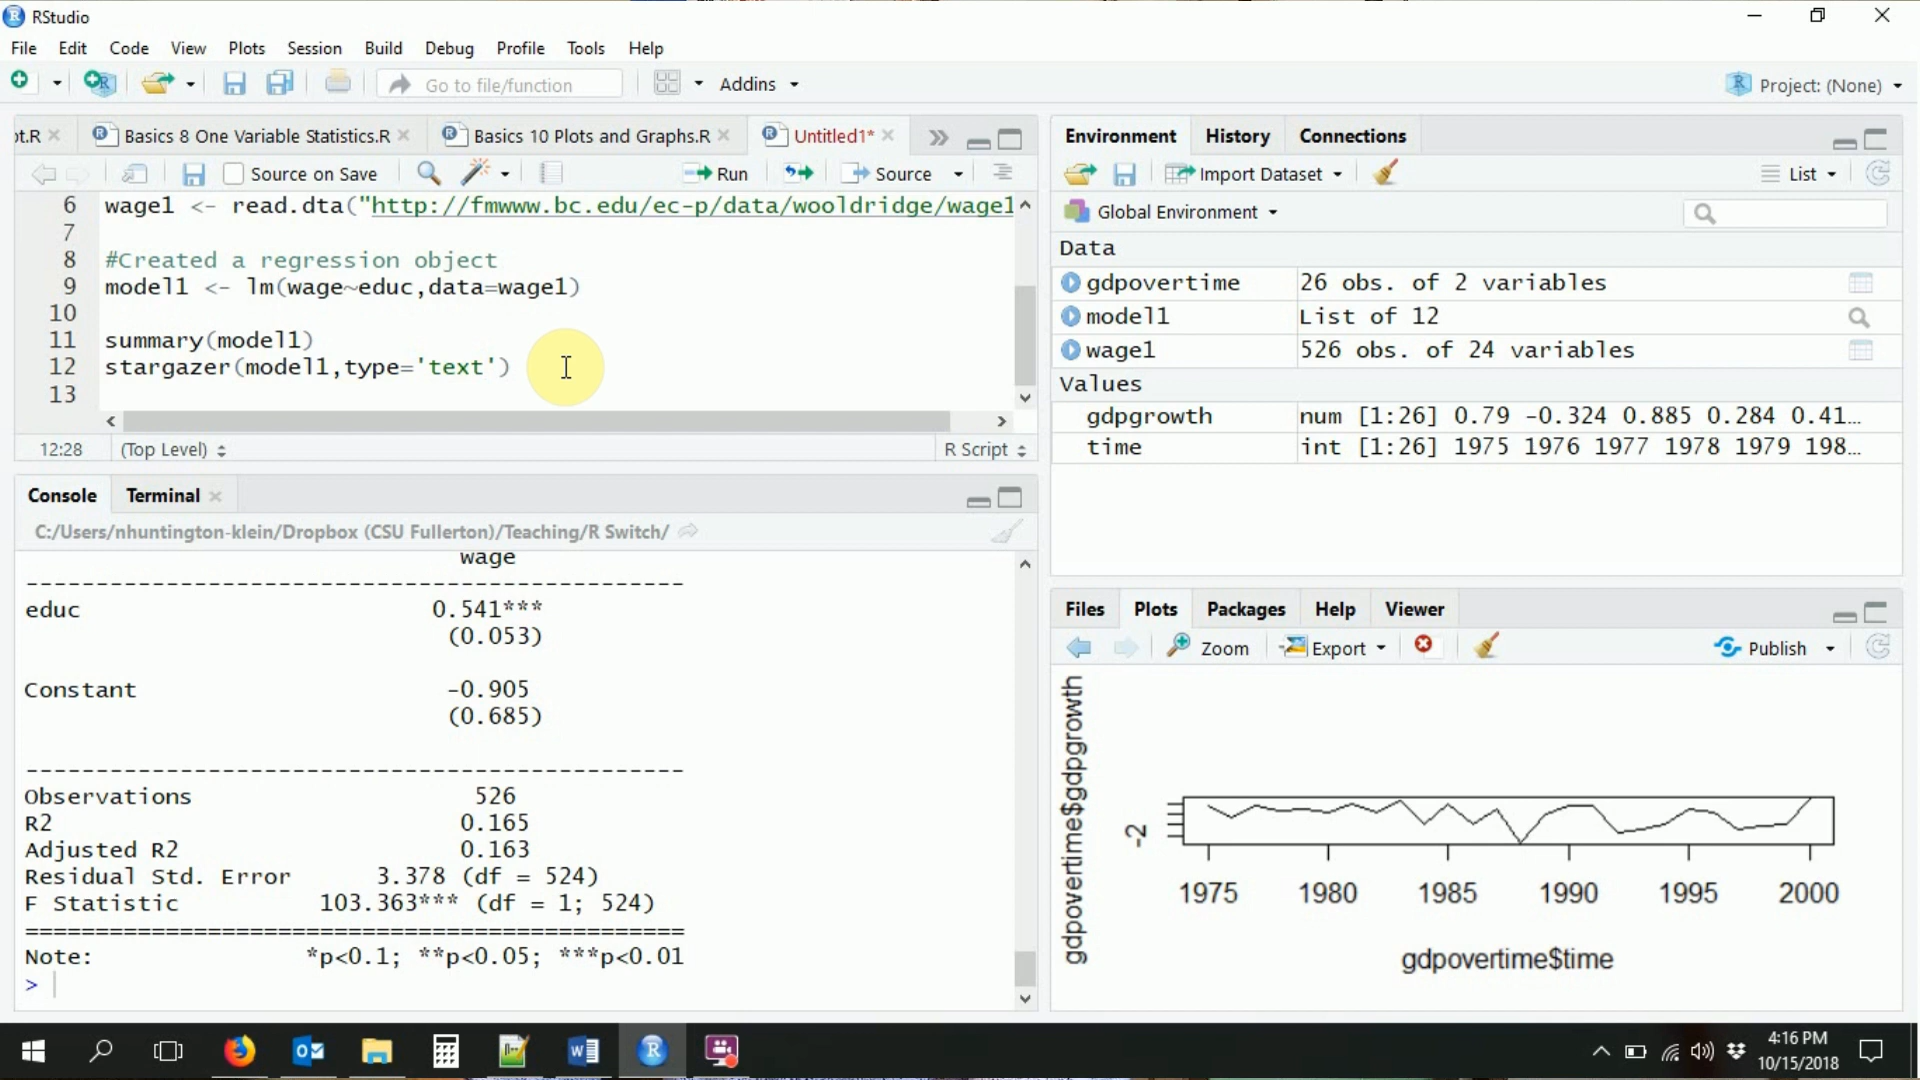 RStudio
File Edit Code View Plots Session Build Debug Profile Tools Help
Go to file/function Addins Project: (None)
ot.R Basics 8 One Variable Statistics.R Basics 10 Plots and Graphs.R Untitled1*
Source on Save Run Source
6 wage1 <- read.dta("http://fmwww.bc.edu/ec-p/data/wooldridge/wage1
7
8 #Created a regression object
9 model1 <- lm(wage~educ,data=wage1)
10
11 summary(model1)
12 stargazer(model1,type='text')
13
12:28 (Top Level) R Script
Console Terminal
C:/Users/nhuntington-klein/Dropbox (CSU Fullerton)/Teaching/R Switch/
wage
-----------------------------------------------
educ 0.541***
(0.053)
Constant -0.905
(0.685)
-----------------------------------------------
Observations 526
R2 0.165
Adjusted R2 0.163
Residual Std. Error 3.378 (df = 524)
F Statistic 103.363*** (df = 1; 524)
===============================================
Note: *p<0.1; **p<0.05; ***p<0.01
>
Environment History Connections
Import Dataset List
Global Environment
Data
gdpovertime 26 obs. of 2 variables
model1 List of 12
wage1 526 obs. of 24 variables
Values
gdpgrowth num [1:26] 0.79 -0.324 0.885 0.284 0.41…
time int [1:26] 1975 1976 1977 1978 1979 198…
Files Plots Packages Help Viewer
Zoom Export Publish
gdpovertime$gdpgrowth
-2
1975 1980 1985 1990 1995 2000
gdpovertime$time
4:16 PM
10/15/2018